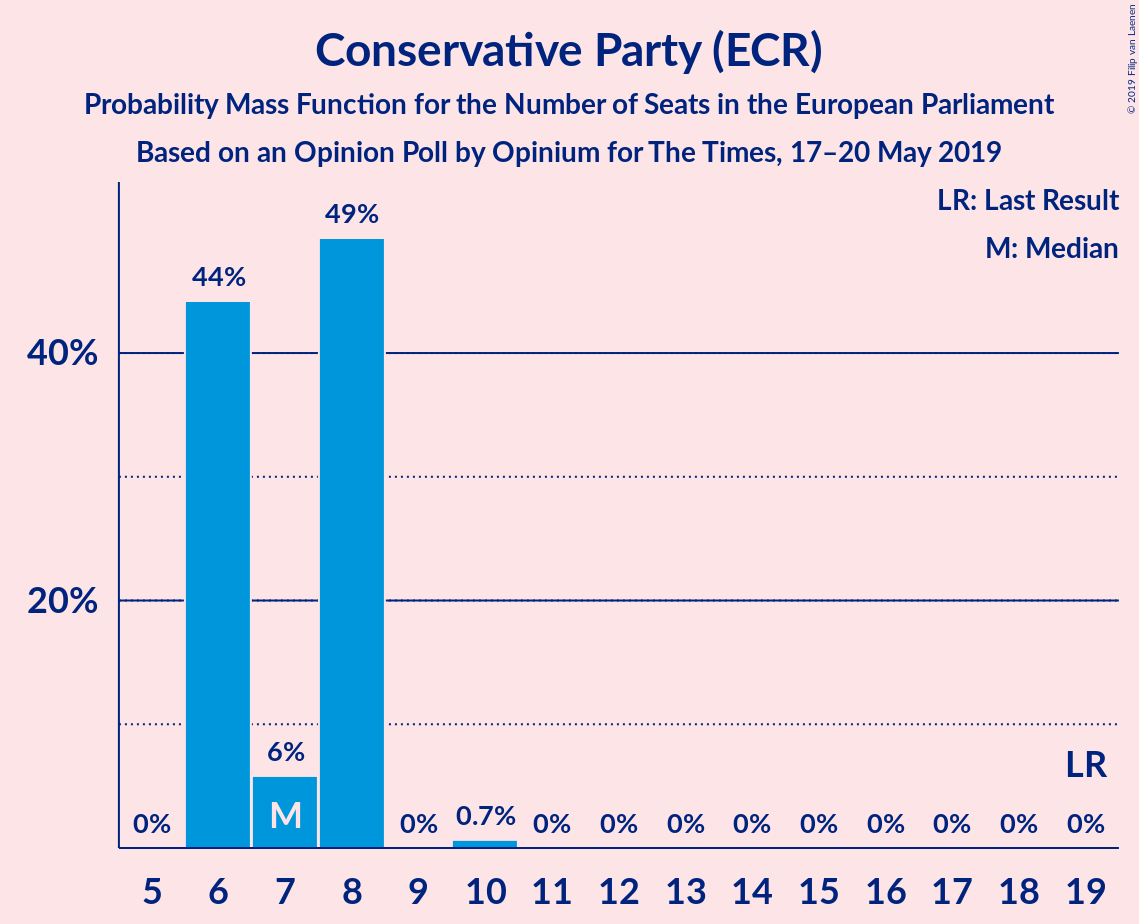 Conservative Party (ECR)
Probability Mass Function for the Number of Seats in the European Parliament
Based on an Opinion Poll by Opinium for The Times, 17–20 May 2019
© 2019 Filip van Laenen
LR: Last Result
M: Median
49%
44%
40%
20%
6%
LR
M
0% 0% 0.7% 0% 0% 0% 0% 0% 0% 0% 0% 0%
5 6 7 8 9 10 11 12 13 14 15 16 17 18 19